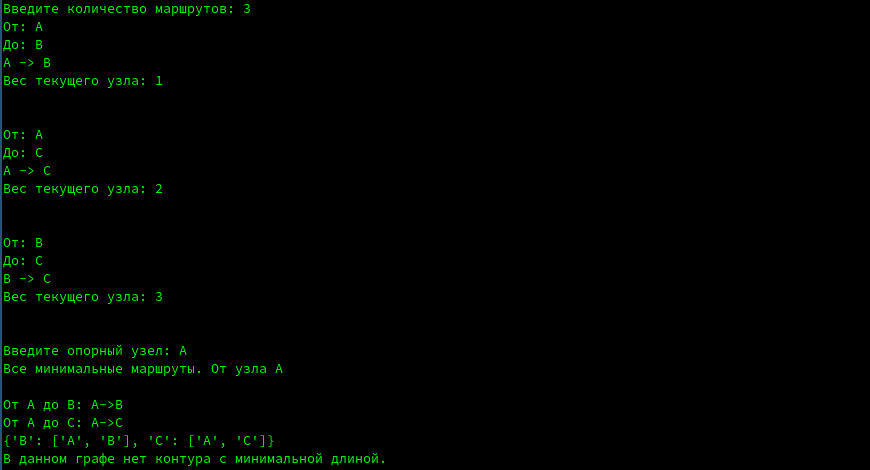 Введите количество маршрутов: 3
От: A
До: B
A -> B
Вес текущего узла: 1
От: A
До: C
A -> C
Вес текущего узла: 2
От: B
До: C
B -> C
Вес текущего узла: 3
Введите опорный узел: A
Все минимальные маршруты. От узла A
От A до B: A->B
От A до C: A->C
{'B': ['A', 'B'], 'C': ['A', 'C']}
В данном графе нет контура с минимальной длиной.